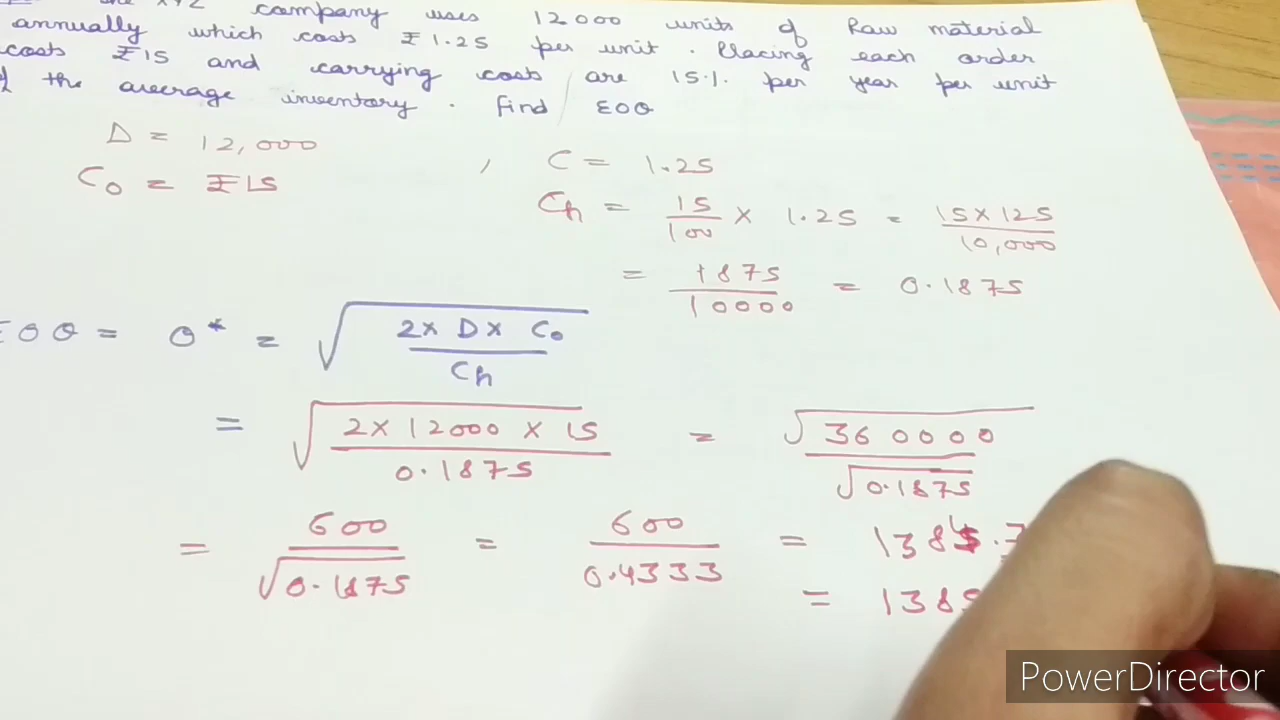 XYZ company uses 12000 units of Raw material
annually which costs ₹1.25 per unit. Placing each order
costs ₹15 and carrying costs are 15% per year per unit
of the average inventory. Find EOQ
D = 12,000 , C = 1.25
C₀ = ₹15
Ch = 15/100 × 1.25 = 15×125/10,000
= 1875/10000 = 0.1875
EOQ = Q* = √(2× D× C₀/Ch)
= √(2×12000×15/0.1875) = √360000/√0.1875
= 600/√0.1875 = 600/0.4333 = 1384.7
= 1385
PowerDirector